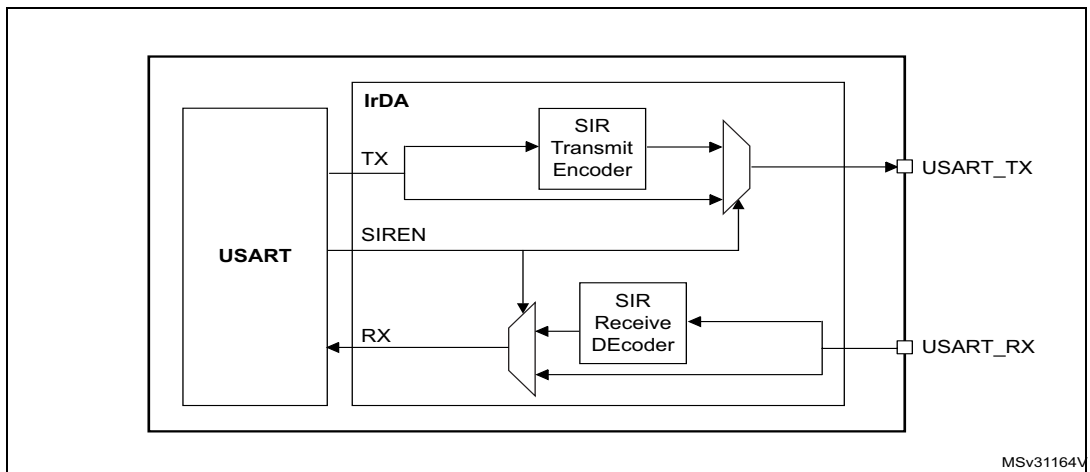 IrDA
SIR
Transmit
Encoder
TX
USART_TX
SIREN
USART
SIR
Receive
DEcoder
RX
USART_RX
MSv31164V